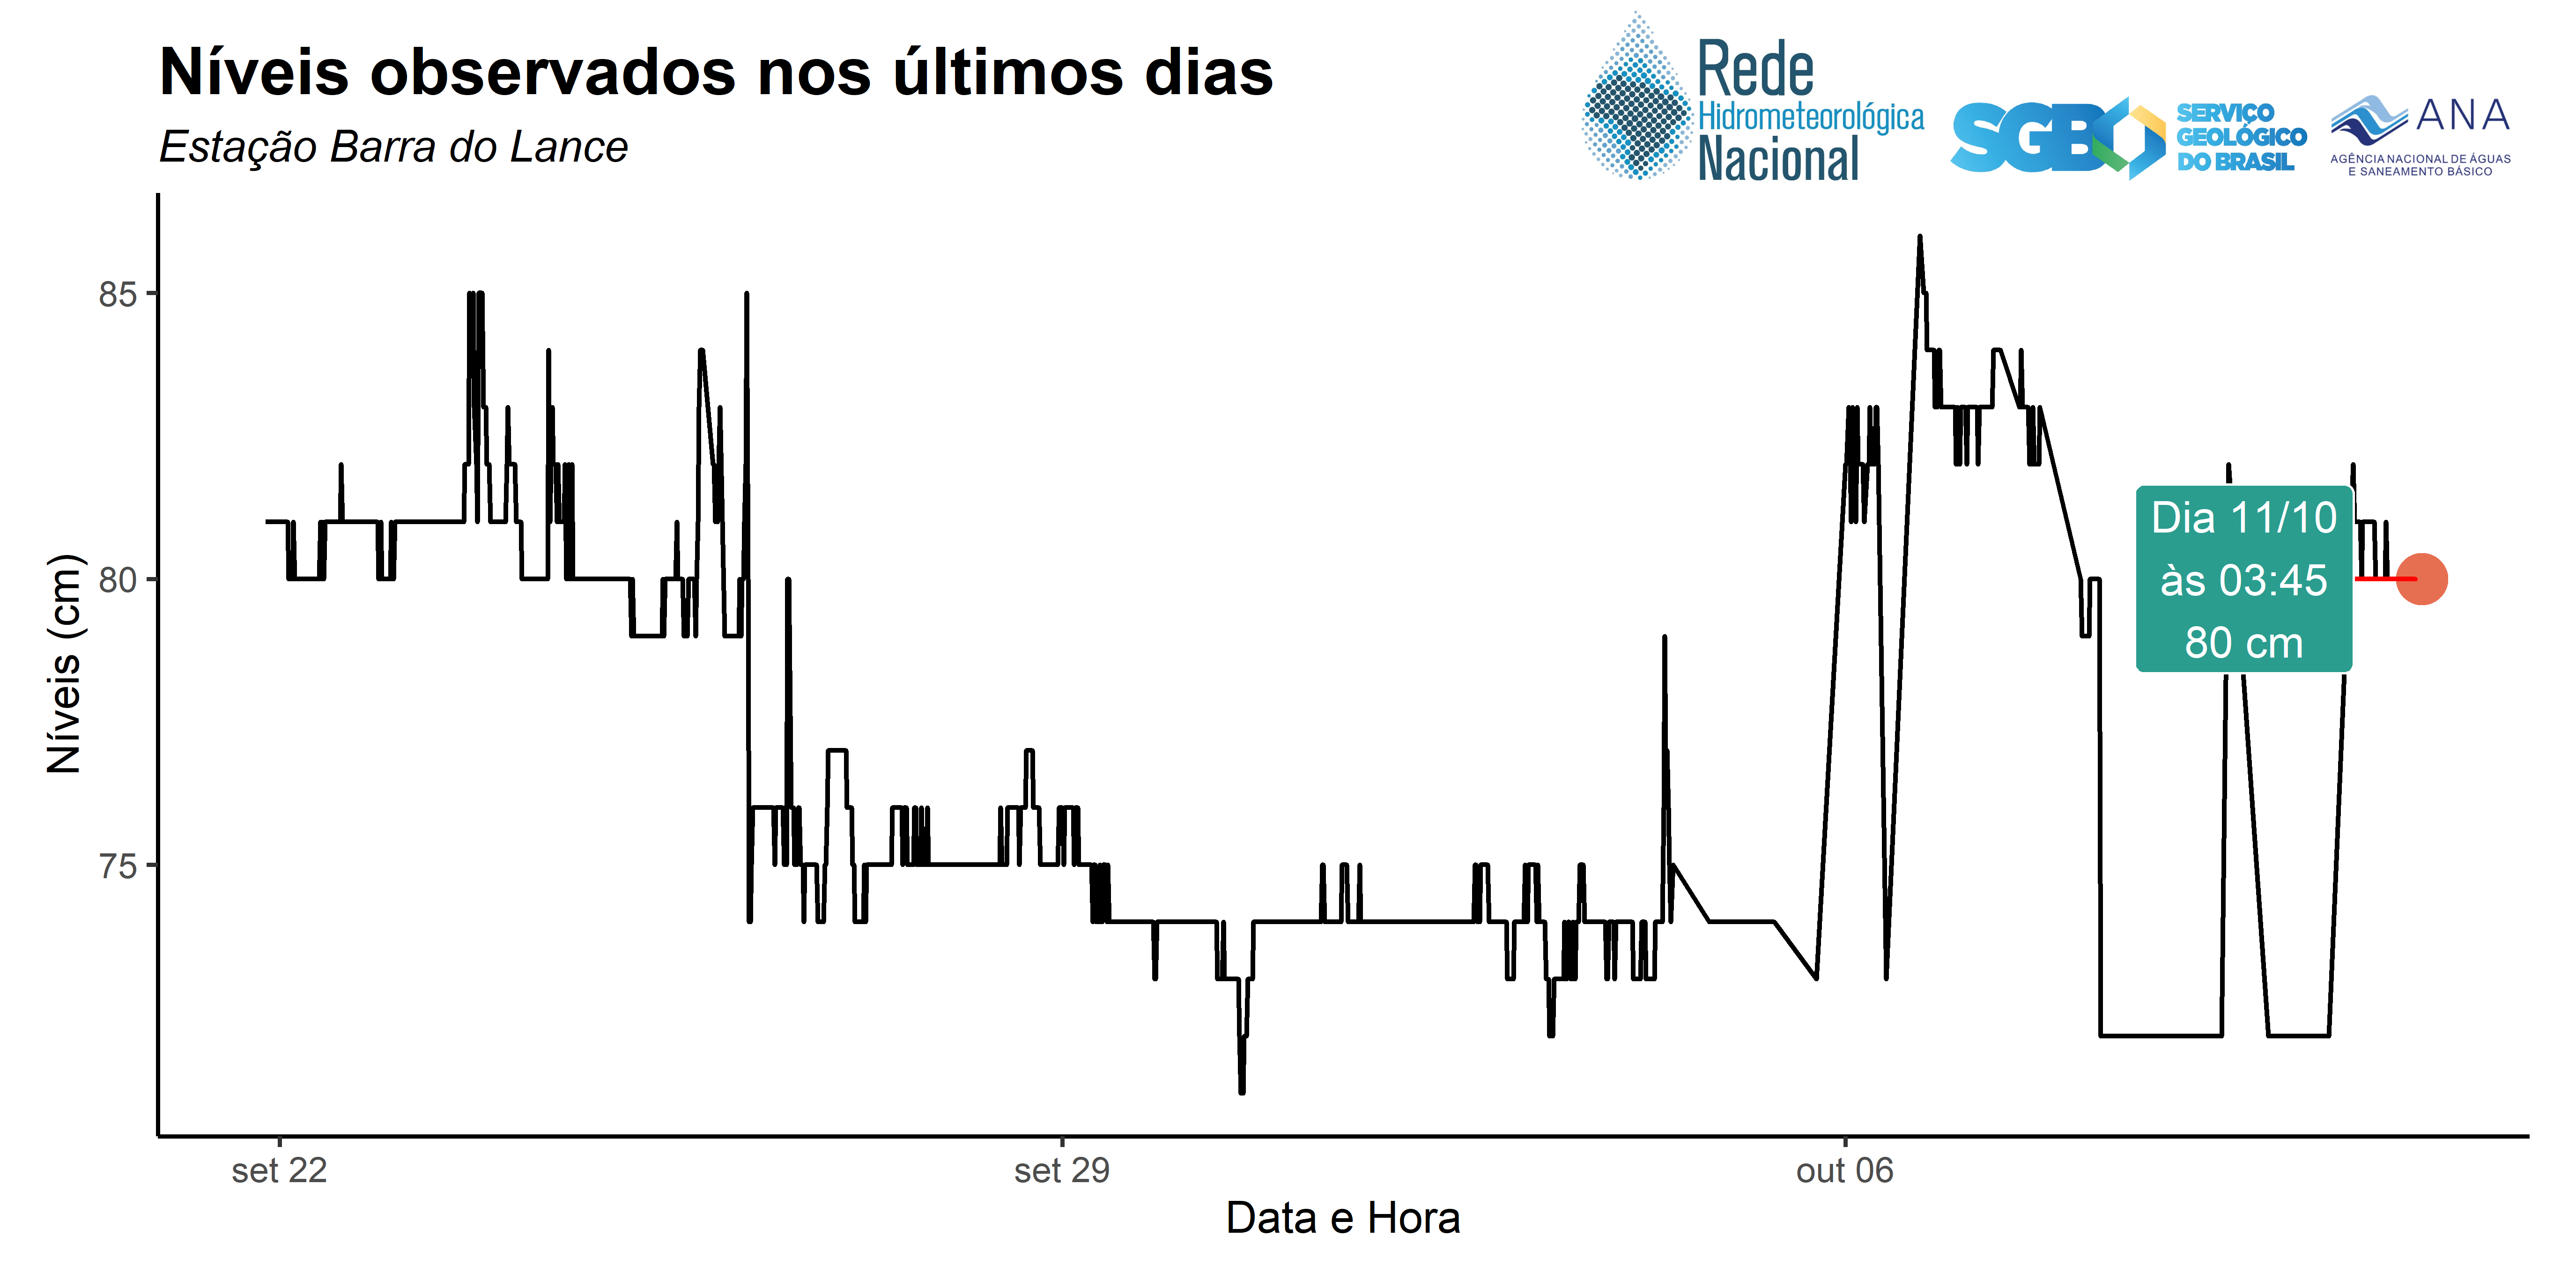 Níveis observados nos últimos dias
Estação Barra do Lance
Rede
Hidrometeorológica
Nacional
SGB
SERVIÇO
GEOLÓGICO
DO BRASIL
ANA
AGÊNCIA NACIONAL DE ÁGUAS
E SANEAMENTO BÁSICO
Níveis (cm)
85
80
75
Dia 11/10
às 03:45
80 cm
set 22
set 29
out 06
Data e Hora